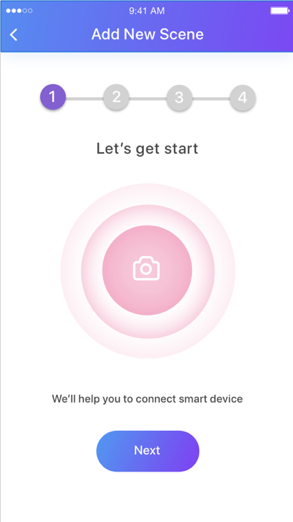 9:41 AM
Add New Scene
1 2 3 4
Let's get start
We'll help you to connect smart device
Next